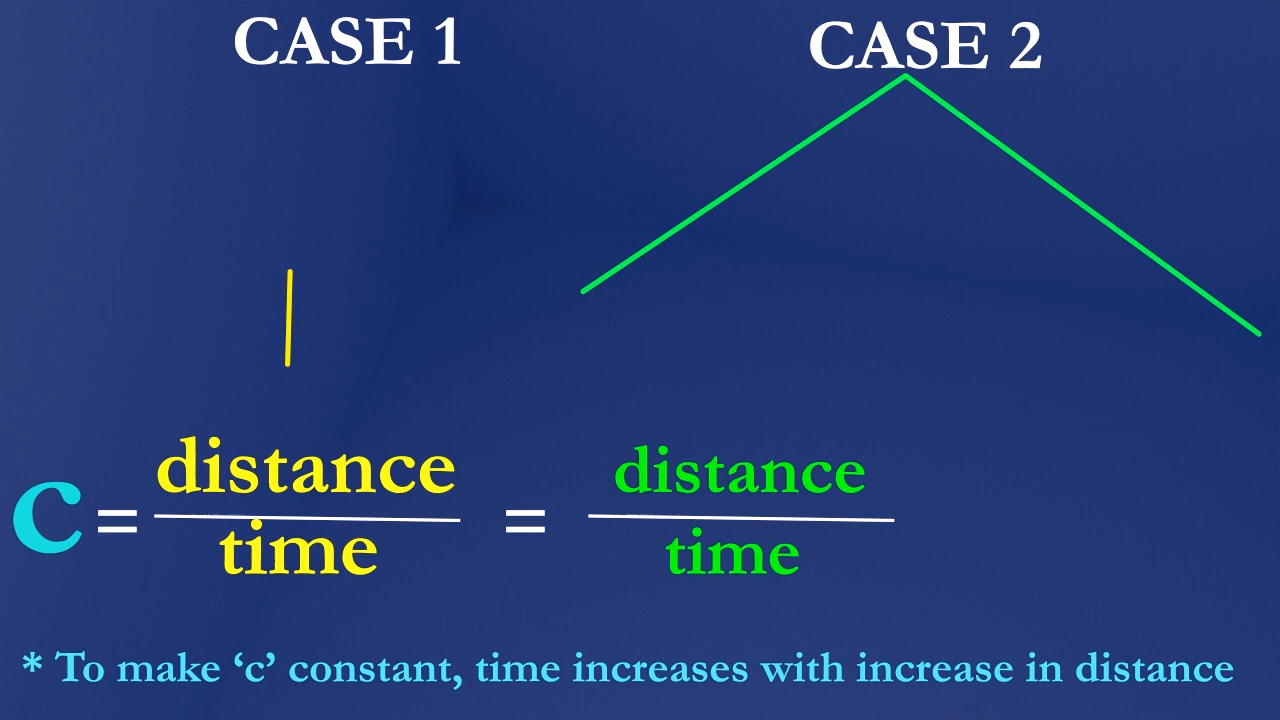 CASE 1
CASE 2
c = distance / time = distance / time
* To make ‘c’ constant, time increases with increase in distance